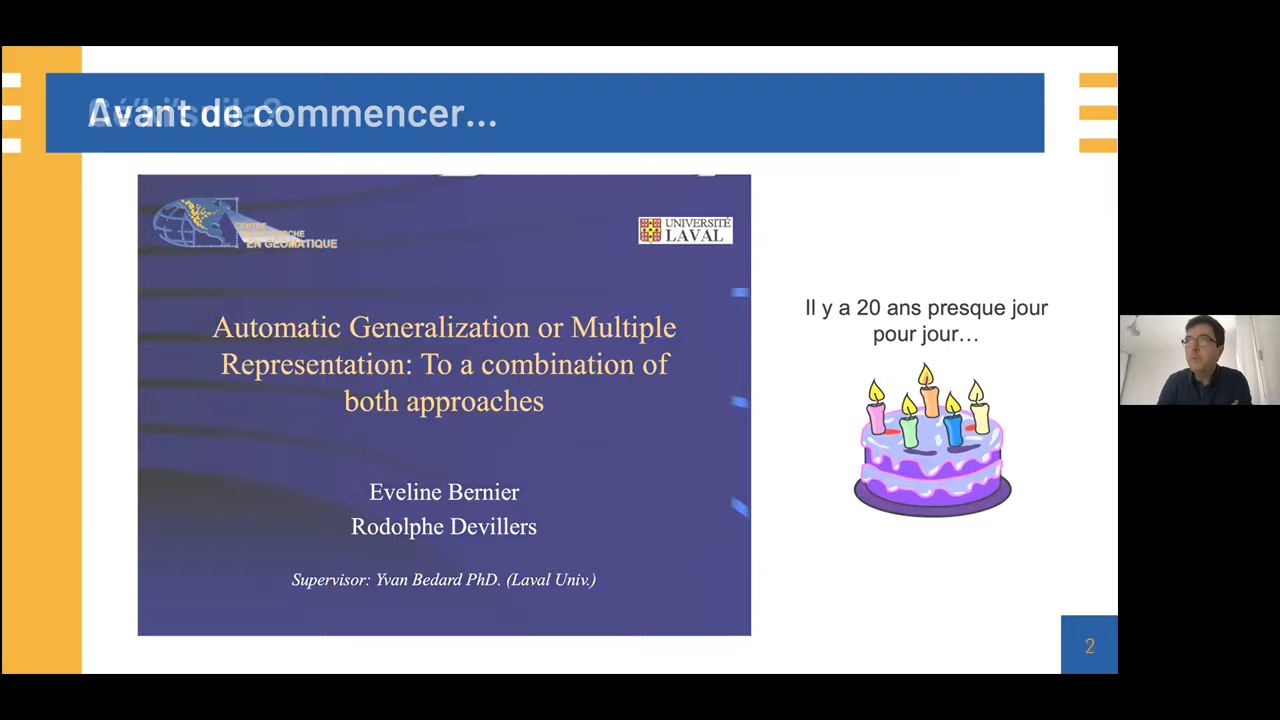 Avant de commencer...
EN GÉOMATIQUE
UNIVERSITÉ
LAVAL
Automatic Generalization or Multiple
Representation: To a combination of
both approaches
Eveline Bernier
Rodolphe Devillers
Supervisor: Yvan Bedard PhD. (Laval Univ.)
Il y a 20 ans presque jour
pour jour...
2